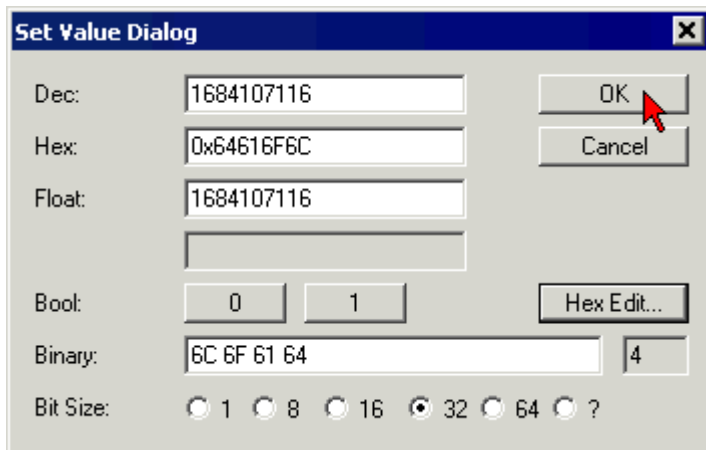 Set Value Dialog
Dec: 1684107116 OK
Hex: 0x64616F6C Cancel
Float: 1684107116
Bool: 0 1 Hex Edit...
Binary: 6C 6F 61 64 4
Bit Size: 1 8 16 32 64 ?